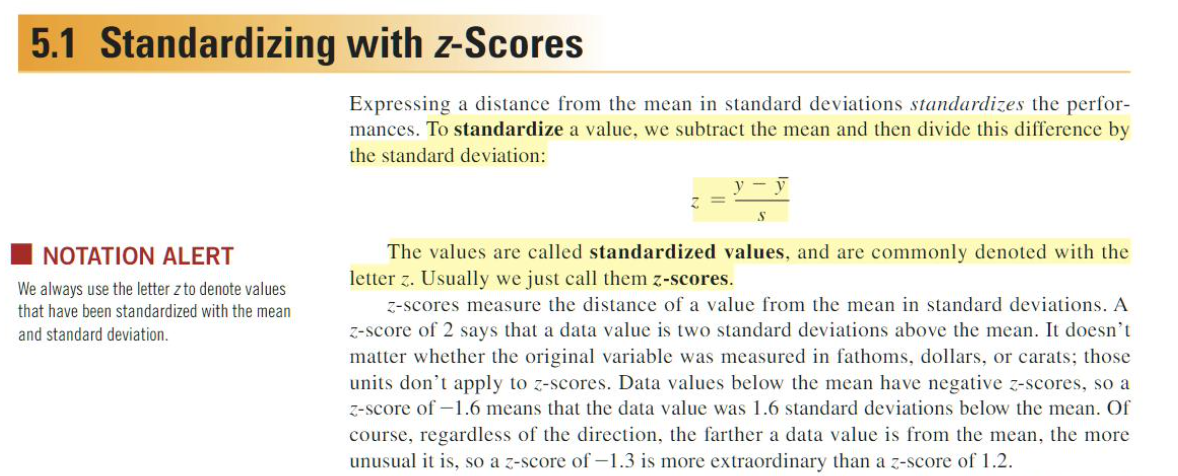 5.1 Standardizing with z-Scores
Expressing a distance from the mean in standard deviations standardizes the perfor-
mances. To standardize a value, we subtract the mean and then divide this difference by
the standard deviation:
z = (y − ȳ) / s
The values are called standardized values, and are commonly denoted with the
letter z. Usually we just call them z-scores.
z-scores measure the distance of a value from the mean in standard deviations. A
z-score of 2 says that a data value is two standard deviations above the mean. It doesn't
matter whether the original variable was measured in fathoms, dollars, or carats; those
units don't apply to z-scores. Data values below the mean have negative z-scores, so a
z-score of −1.6 means that the data value was 1.6 standard deviations below the mean. Of
course, regardless of the direction, the farther a data value is from the mean, the more
unusual it is, so a z-score of −1.3 is more extraordinary than a z-score of 1.2.
NOTATION ALERT
We always use the letter z to denote values
that have been standardized with the mean
and standard deviation.